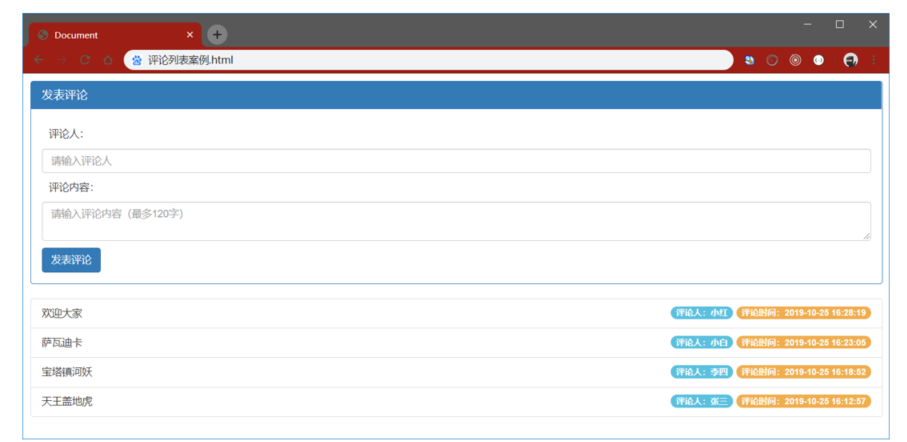 Document
评论列表案例.html
发表评论
评论人：
请输入评论人
评论内容：
请输入评论内容（最多120字）
发表评论
欢迎大家 评论人：小红 评论时间：2019-10-25 16:28:19
萨瓦迪卡 评论人：小白 评论时间：2019-10-25 16:23:05
宝塔镇河妖 评论人：李四 评论时间：2019-10-25 16:18:52
天王盖地虎 评论人：张三 评论时间：2019-10-25 16:12:57